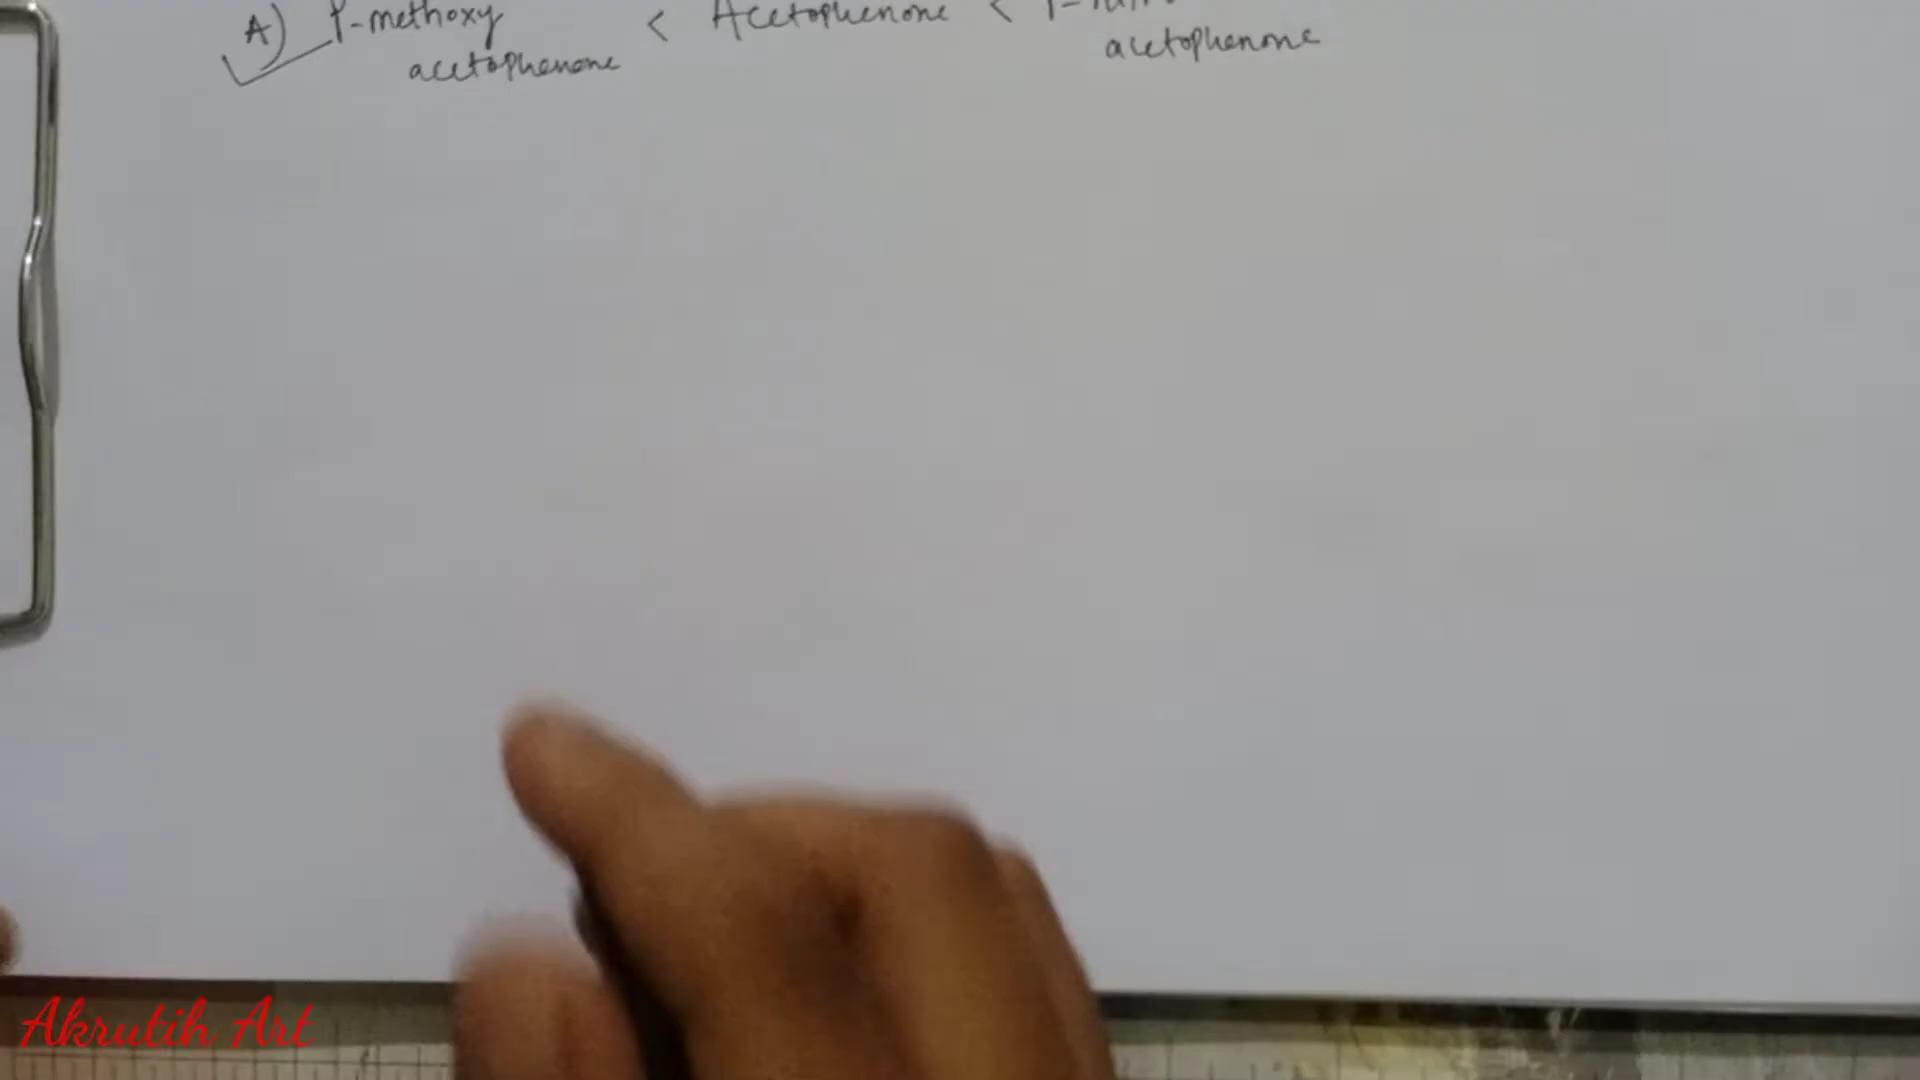 A) P-methoxy < Acetophenone <
acetophenone acetophenone
Akrutih Art